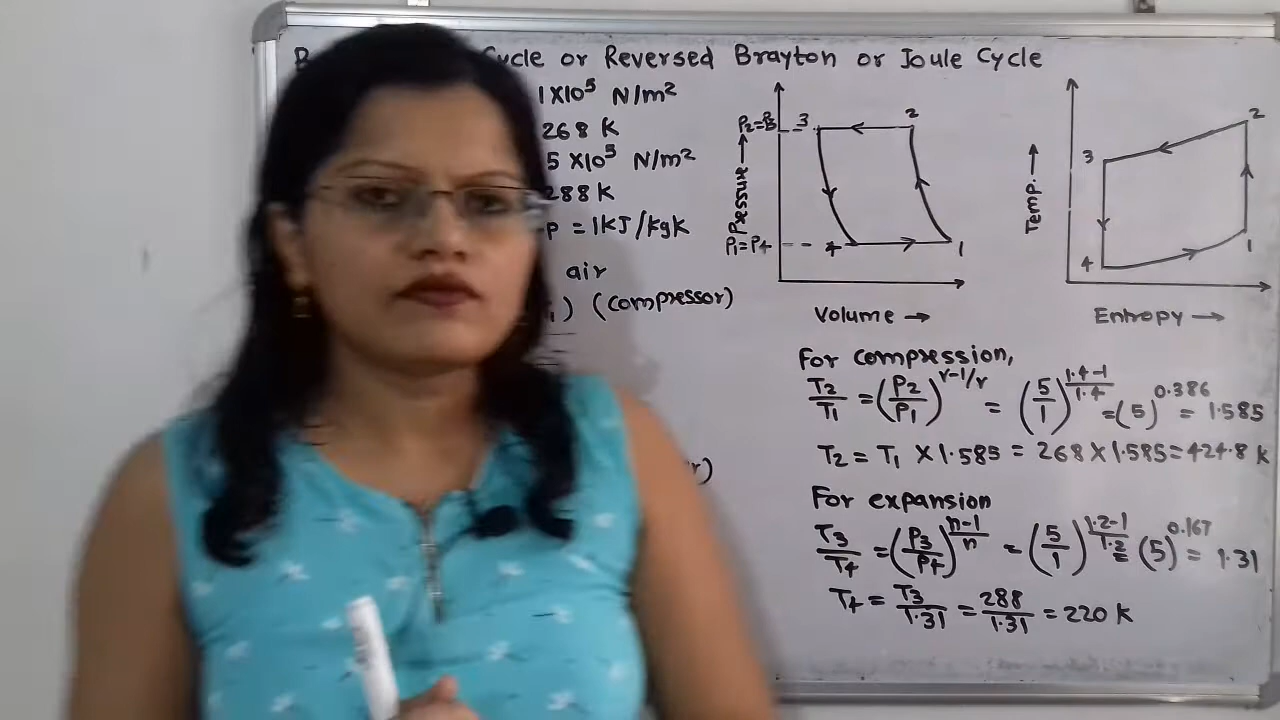 Cycle or Reversed Brayton or Joule Cycle
1X10⁵ N/m²
268 K
5 X10⁵ N/m²
288 K
P = 1KJ/kgK
air
(compressor)
P2=P3
P1=P4
Pressure →
Volume →
3
2
4
1
Temp. →
Entropy →
3
2
4
1
For compression,
T2/T1 = (P2/P1)^r-1/r = (5/1)^1.4-1/1.4 = (5)^0.386 = 1.585
T2 = T1 X 1.585 = 268 X 1.585 = 424.8 K
For expansion
T3/T4 = (P3/P4)^n-1/n = (5/1)^1.2-1/1.2 = (5)^0.167 = 1.31
T4 = T3/1.31 = 288/1.31 = 220 K